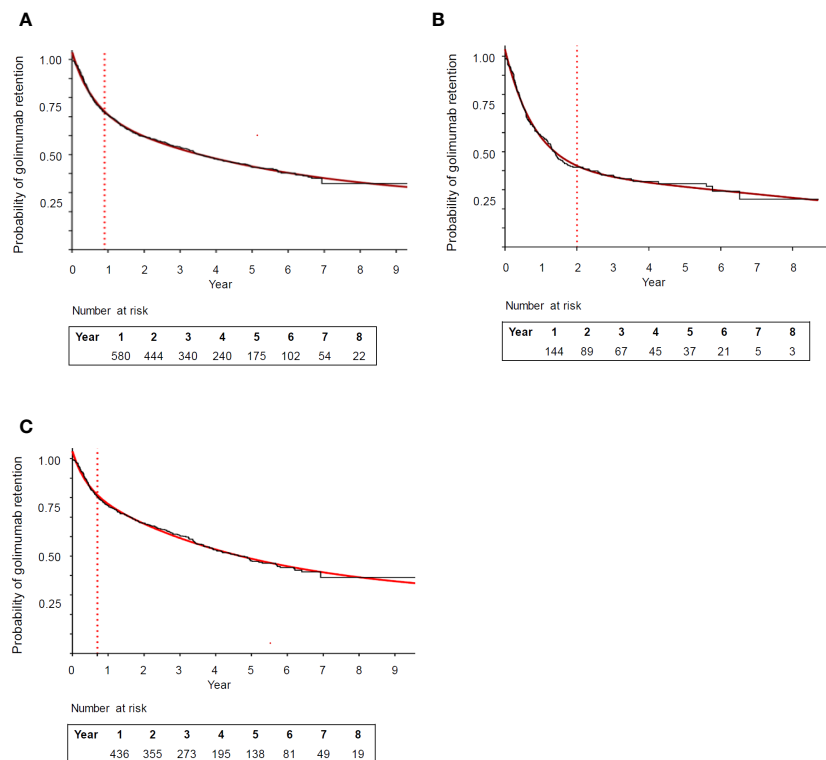 A
Probability of golimumab retention
1.00
0.75
0.50
0.25
0 1 2 3 4 5 6 7 8 9
Year
Number at risk
Year 1 2 3 4 5 6 7 8
580 444 340 240 175 102 54 22
B
Probability of golimumab retention
1.00
0.75
0.50
0.25
0 1 2 3 4 5 6 7 8
Year
Number at risk
Year 1 2 3 4 5 6 7 8
144 89 67 45 37 21 5 3
C
Probability of golimumab retention
1.00
0.75
0.50
0.25
0 1 2 3 4 5 6 7 8 9
Year
Number at risk
Year 1 2 3 4 5 6 7 8
436 355 273 195 138 81 49 19